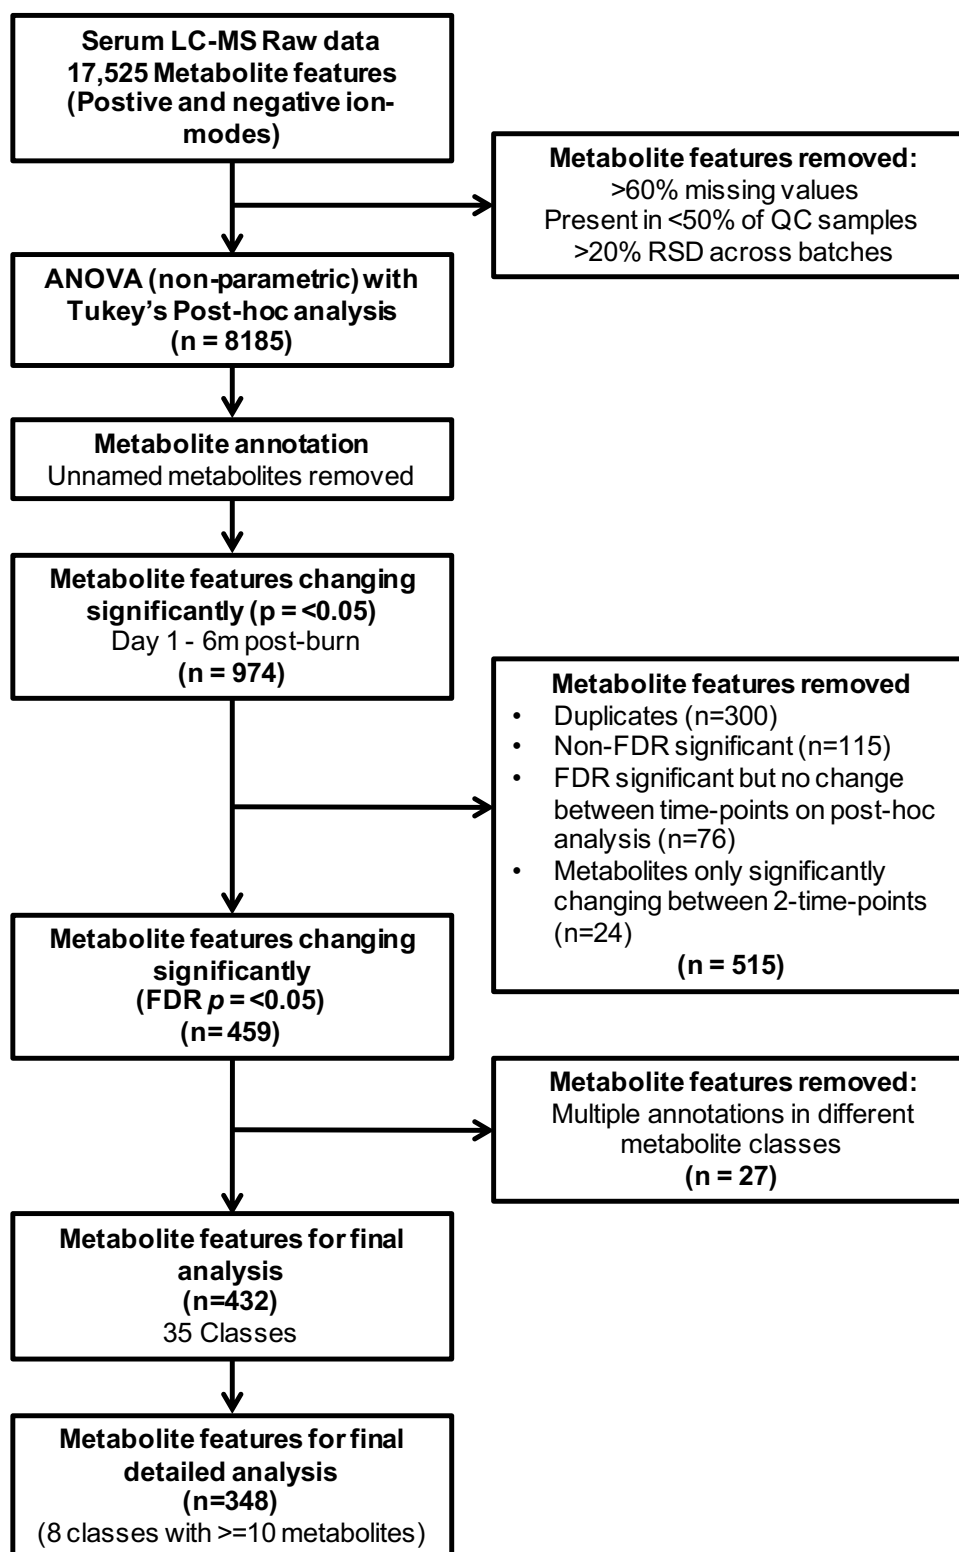 Serum LC-MS Raw data
17,525 Metabolite features
(Postive and negative ion-
modes)
Metabolite features removed:
>60% missing values
Present in <50% of QC samples
>20% RSD across batches
ANOVA (non-parametric) with
Tukey's Post-hoc analysis
(n = 8185)
Metabolite annotation
Unnamed metabolites removed
Metabolite features changing
significantly (p = <0.05)
Day 1 - 6m post-burn
(n = 974)
Metabolite features removed
• Duplicates (n=300)
• Non-FDR significant (n=115)
• FDR significant but no change
between time-points on post-hoc
analysis (n=76)
• Metabolites only significantly
changing between 2-time-points
(n=24)
(n = 515)
Metabolite features changing
significantly
(FDR p = <0.05)
(n= 459)
Metabolite features removed:
Multiple annotations in different
metabolite classes
(n = 27)
Metabolite features for final
analysis
(n=432)
35 Classes
Metabolite features for final
detailed analysis
(n=348)
(8 classes with >=10 metabolites)